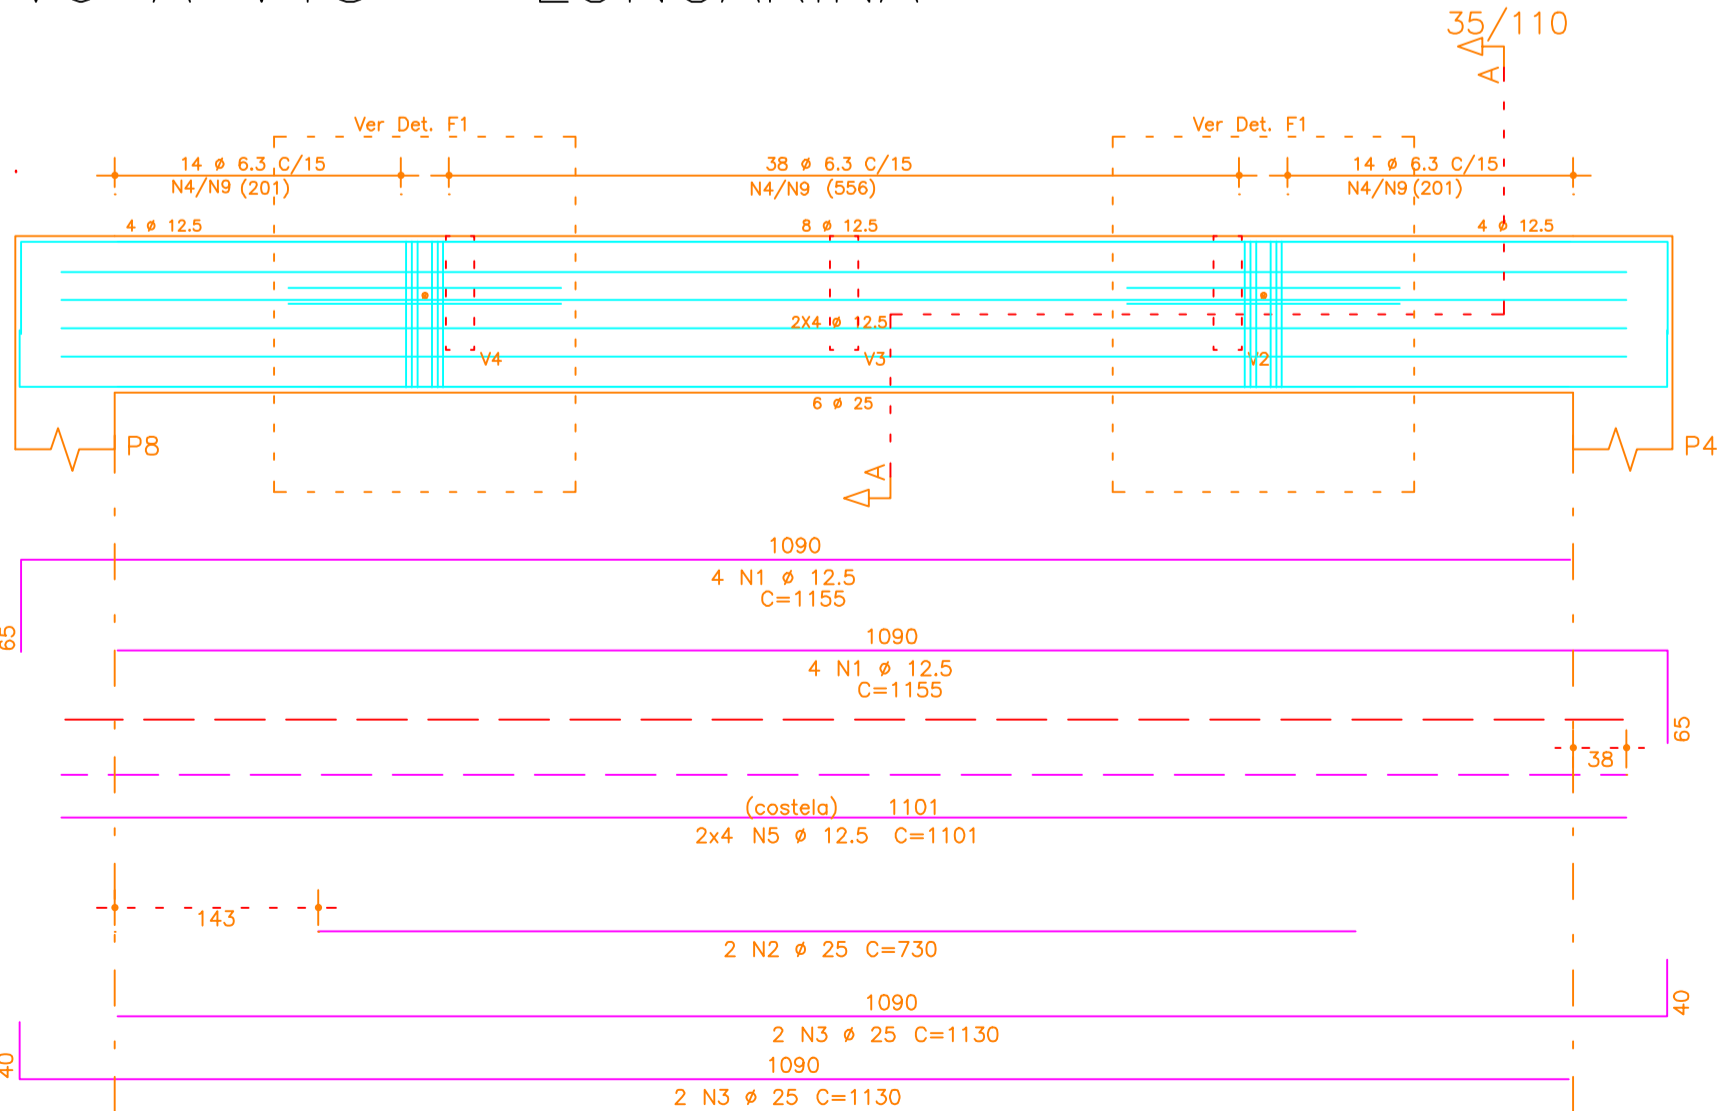 35/110
A
Ver Det. F1
Ver Det. F1
14 ø 6.3 C/15
38 ø 6.3 C/15
14 ø 6.3 C/15
N4/N9 (201)
N4/N9 (556)
N4/N9 (201)
4 ø 12.5
8 ø 12.5
4 ø 12.5
2X4 ø 12.5
V4
V3
V2
6 ø 25
P8
P4
A
1090
4 N1 ø 12.5
C=1155
65
1090
4 N1 ø 12.5
C=1155
65
38
(costela) 1101
2x4 N5 ø 12.5 C=1101
143
2 N2 ø 25 C=730
1090
40
2 N3 ø 25 C=1130
1090
40
2 N3 ø 25 C=1130